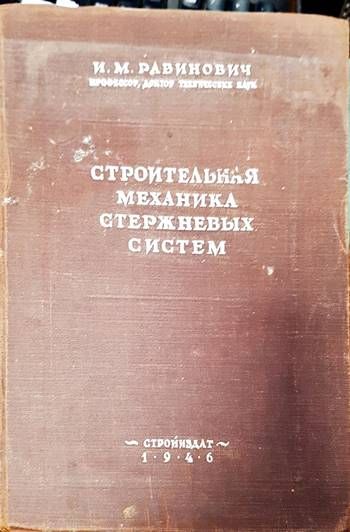 И. М. РАБИНОВИЧ
ПРОФЕССОР, ДОКТОР ТЕХНИЧЕСКИХ НАУК
СТРОИТЕЛЬНАЯ
МЕХАНИКА
СТЕРЖНЕВЫХ
СИСТЕМ
~ СТРОЙИЗДАТ ~
1 · 9 · 4 · 6